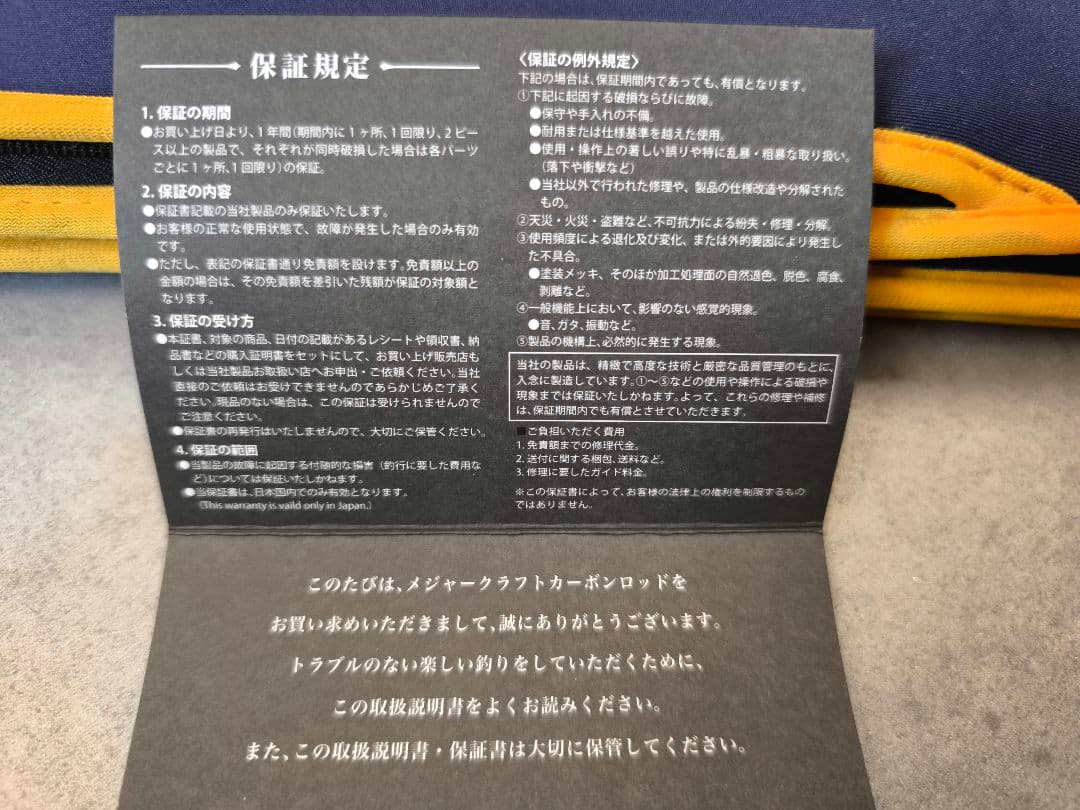 保証規定
1. 保証の期間
●お買い上げ日より、1年間(期間内に1ヶ所、1回限り、2ピー
ス以上の製品で、それぞれが同時破損した場合は各パーツ
ごとに1ヶ所、1回限り)の保証。
2. 保証の内容
●保証書記載の当社製品のみ保証いたします。
●お客様の正常な使用状態で、故障が発生した場合のみ有効
です。
●ただし、表記の保証書通り免責額を設けます。免責額以上の
金額の場合は、その免責額を差引いた残額が保証の対象額と
なります。
3. 保証の受け方
●本証書、対象の商品、日付の記載があるレシートや領収書、納
品書などの購入証明書をセットにして、お買い上げ販売店も
しくは当社製品お取扱い店へお申出・ご依頼ください。当社
直接のご依頼はお受けできませんのであらかじめご了承く
ださい。現品のない場合は、この保証は受けられませんので
ご注意ください。
●保証書の再発行はいたしませんので、大切にご保管ください。
4. 保証の範囲
●当製品の故障に起因する付随的な損害(釣行に要した費用な
ど)については保証いたしかねます。
●当保証書は、日本国内でのみ有効となります。
(This warranty is vaild only in Japan.)
〈保証の例外規定〉
下記の場合は、保証期間内であっても、有償となります。
①下記に起因する破損ならびに故障。
●保守や手入れの不備。
●耐用または仕様基準を越えた使用。
●使用・操作上の著しい誤りや特に乱暴・粗暴な取り扱い。
(落下や衝撃など)
●当社以外で行われた修理や、製品の仕様改造や分解された
もの。
②天災・火災・盗難など、不可抗力による紛失・修理・分解。
③使用頻度による退化及び変化、または外的要因により発生し
た不具合。
●塗装メッキ、そのほか加工処理面の自然退色、脱色、腐食、
剥離など。
④一般機能上において、影響のない感覚的現象。
●音、ガタ、振動など。
⑤製品の機構上、必然的に発生する現象。
当社の製品は、精緻で高度な技術と厳密な品質管理のもとに、
入念に製造しています。①〜⑤などの使用や操作による破損や
現象までは保証いたしかねます。よって、これらの修理や補修
は、保証期間内でも有償とさせていただきます。
■ご負担いただく費用
1. 免責額までの修理代金。
2. 送付に関する梱包、送料など。
3. 修理に要したガイド料金。
※この保証書によって、お客様の法律上の権利を制限するもの
ではありません。
このたびは、メジャークラフトカーボンロッドを
お買い求めいただきまして、誠にありがとうございます。
トラブルのない楽しい釣りをしていただくために、
この取扱説明書をよくお読みください。
また、この取扱説明書・保証書は大切に保管してください。